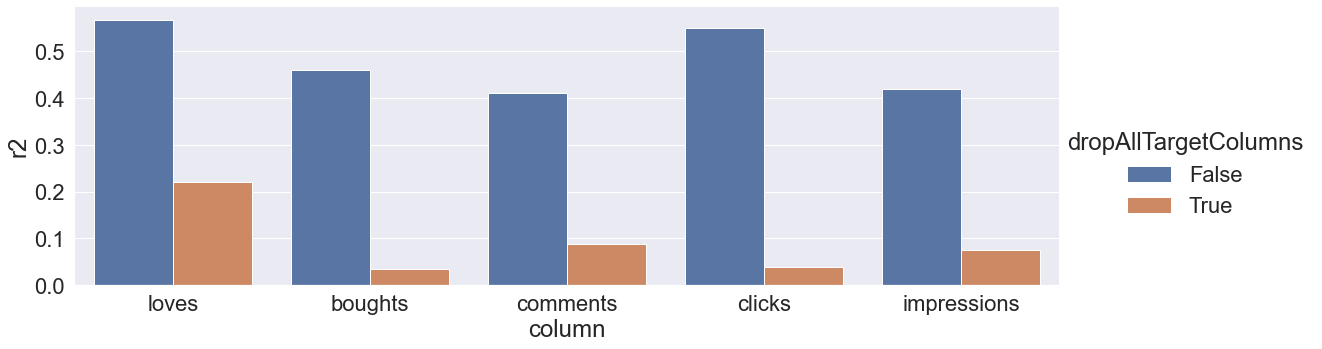 r2
0.5
0.4
0.3
0.2
0.1
0.0
loves boughts comments clicks impressions
column
dropAllTargetColumns
False
True